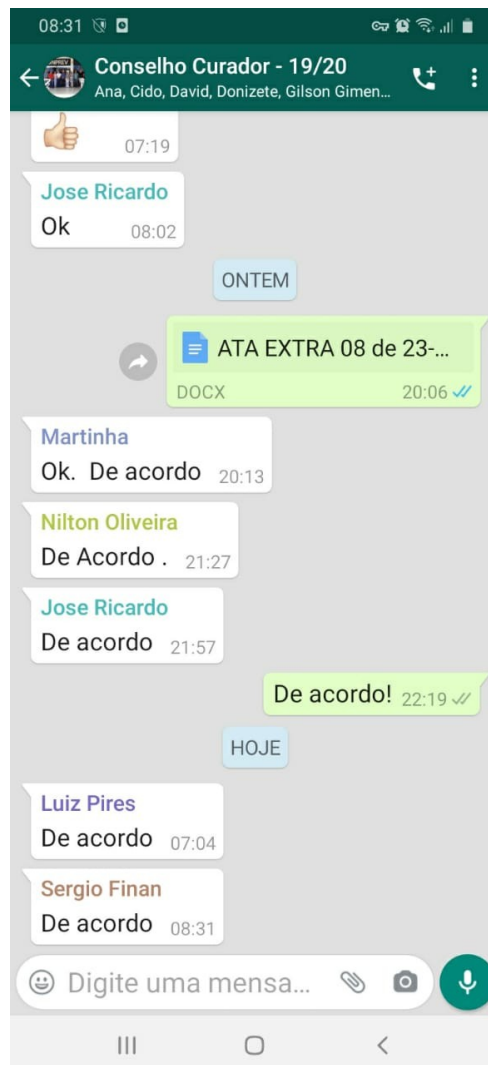 08:31
Conselho Curador - 19/20
Ana, Cido, David, Donizete, Gilson Gimen...
07:19
Jose Ricardo
Ok 08:02
ONTEM
ATA EXTRA 08 de 23-...
DOCX 20:06
Martinha
Ok. De acordo 20:13
Nilton Oliveira
De Acordo . 21:27
Jose Ricardo
De acordo 21:57
De acordo! 22:19
HOJE
Luiz Pires
De acordo 07:04
Sergio Finan
De acordo 08:31
Digite uma mensa...